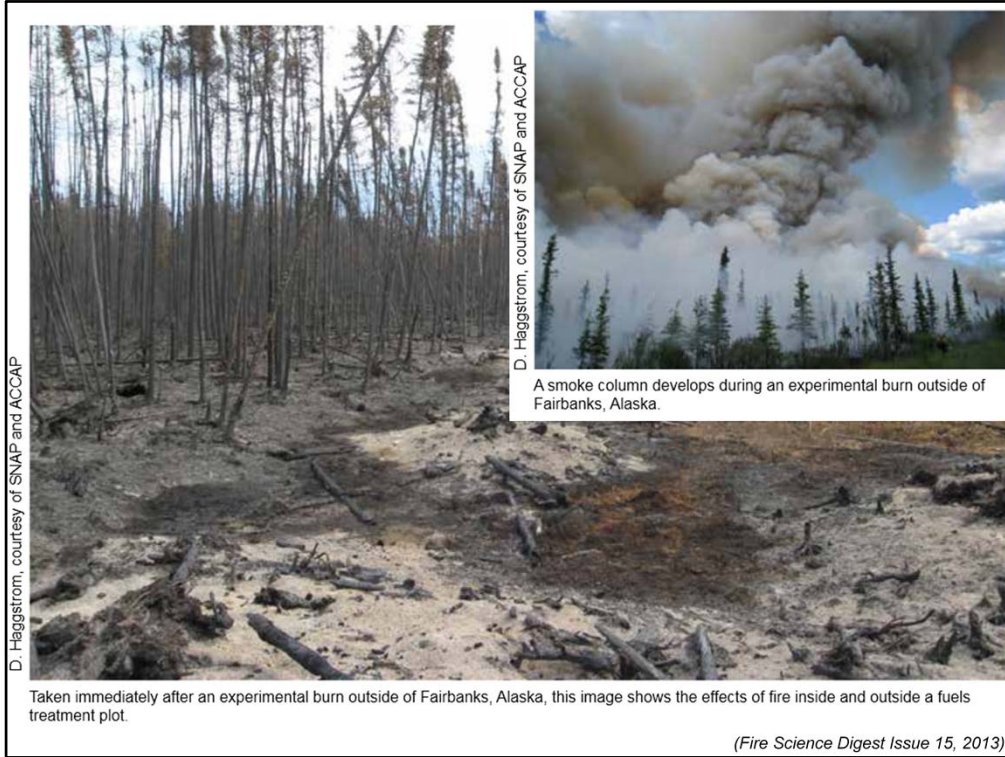 D. Haggstrom, courtesy of SNAP and ACCAP
D. Haggstrom, courtesy of SNAP and ACCAP
A smoke column develops during an experimental burn outside of
Fairbanks, Alaska.
Taken immediately after an experimental burn outside of Fairbanks, Alaska, this image shows the effects of fire inside and outside a fuels
treatment plot.
(Fire Science Digest Issue 15, 2013)